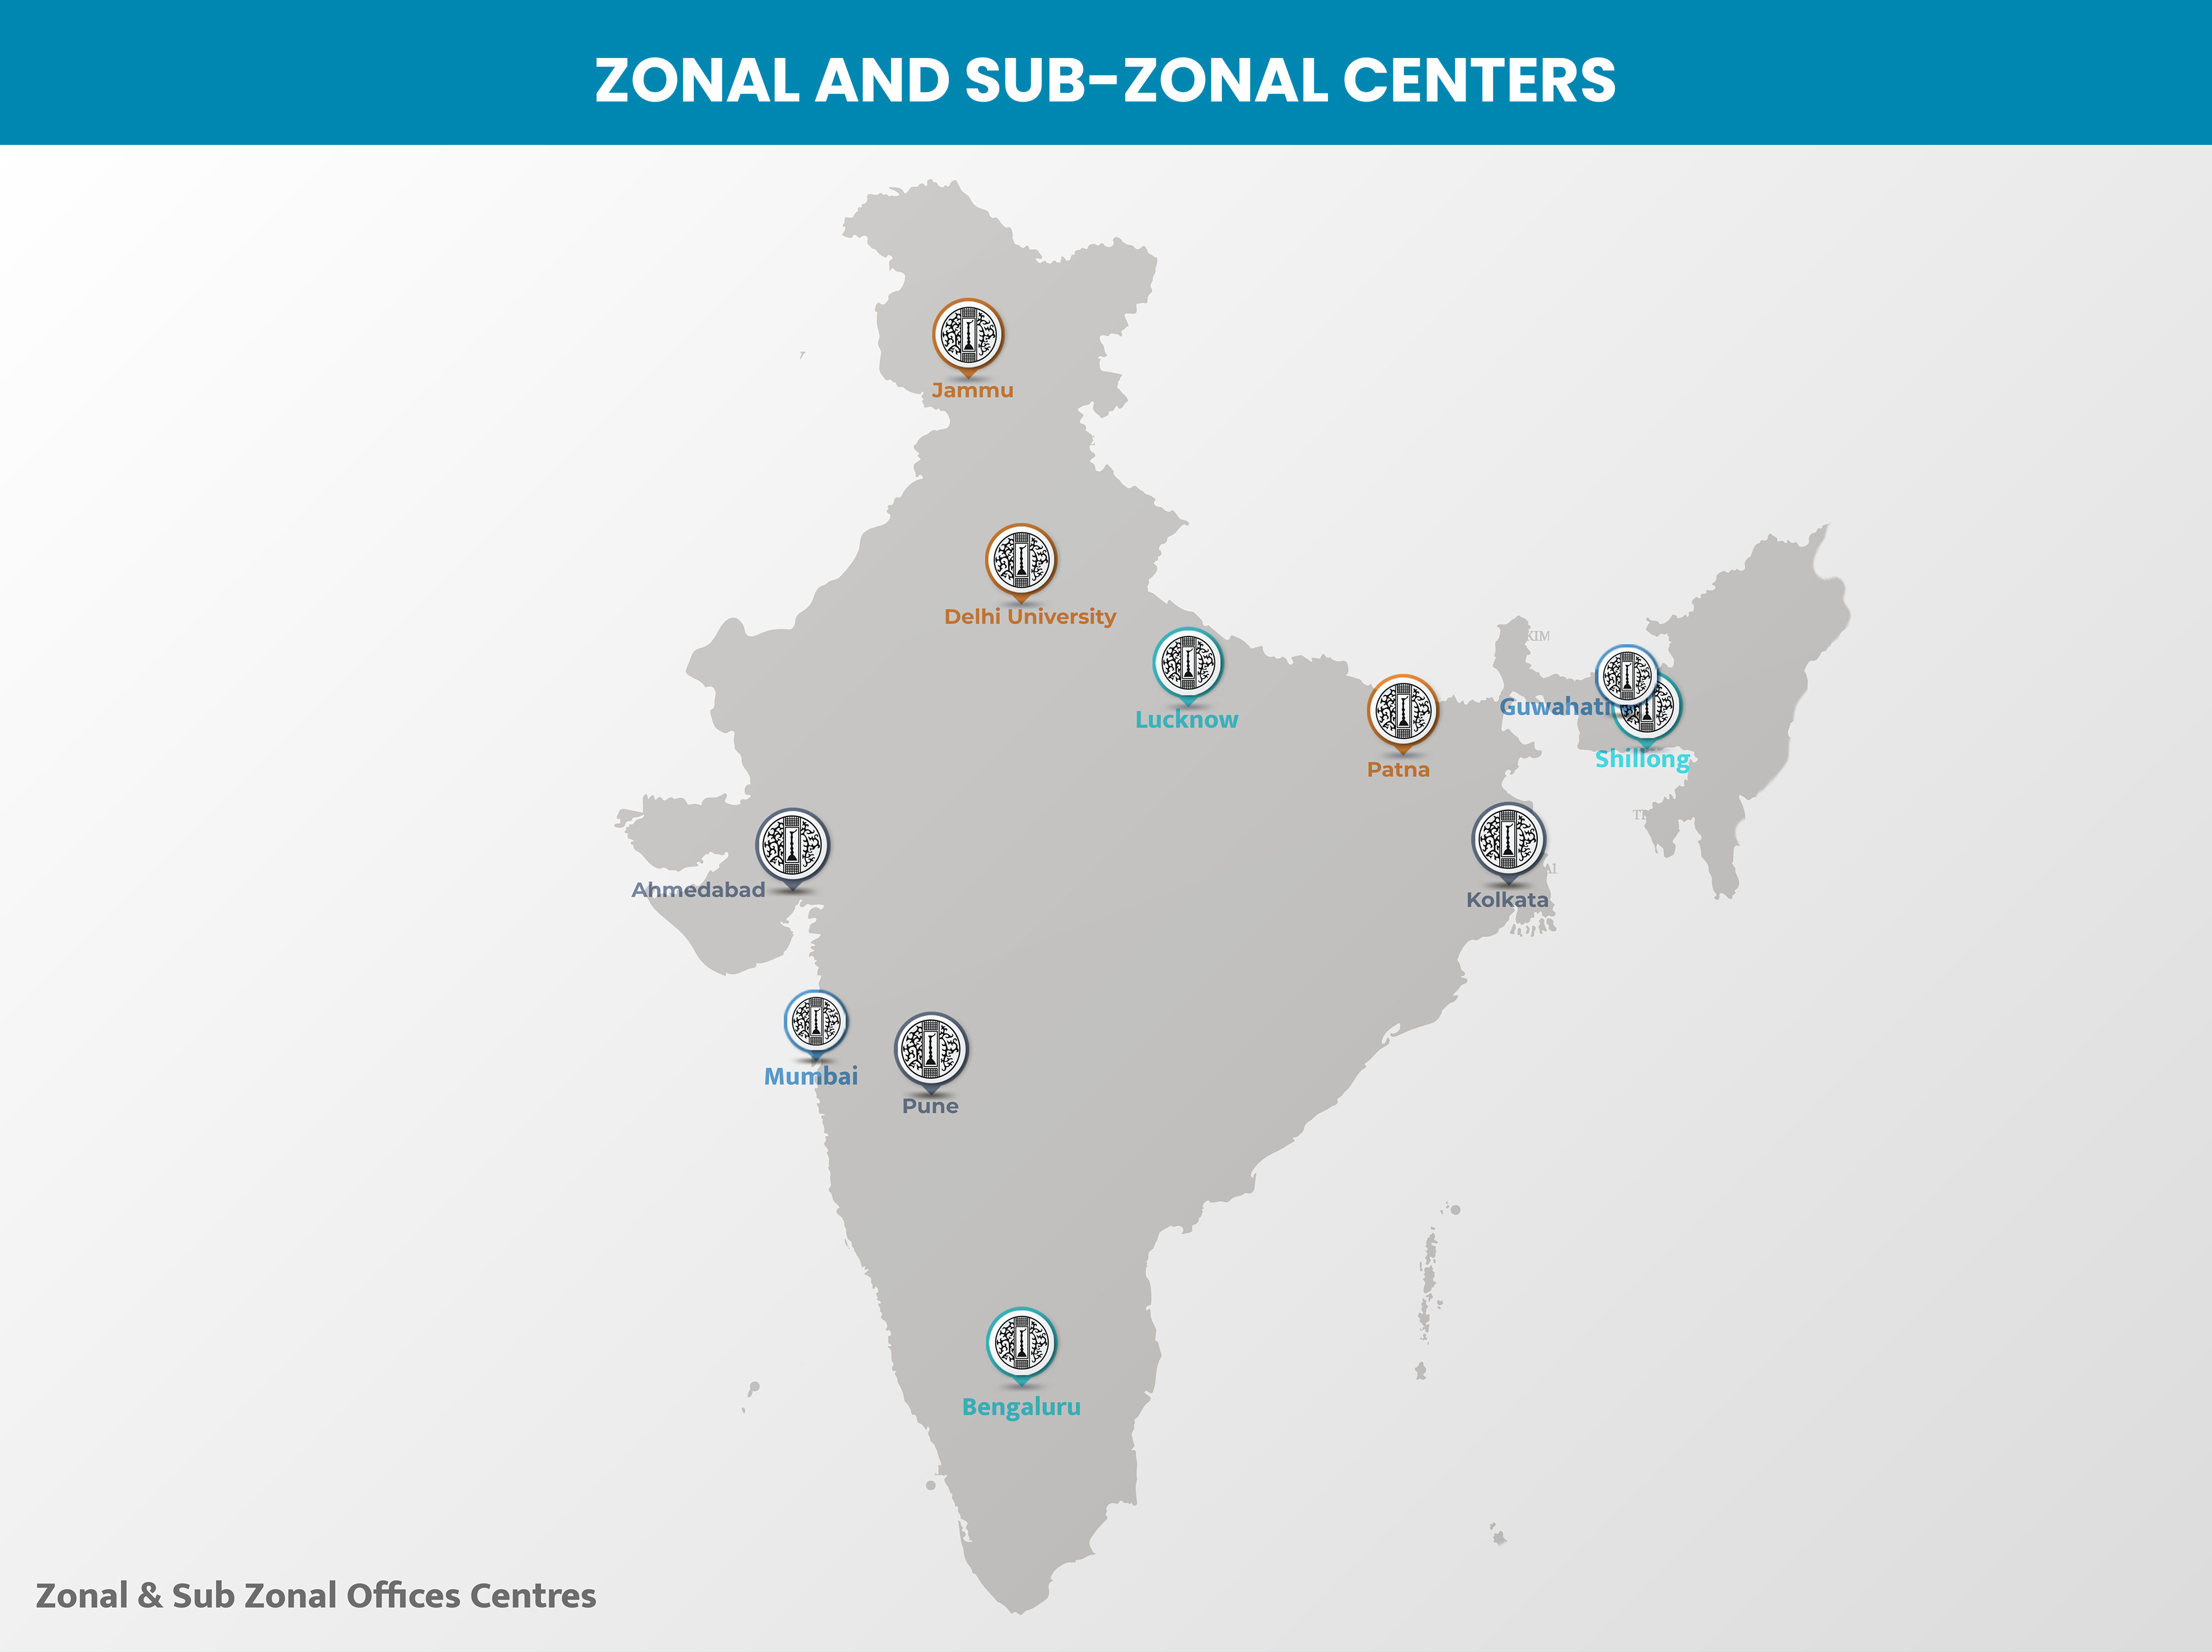 ZONAL AND SUB-ZONAL CENTERS
Jammu
Delhi University
Lucknow
KIM
Guwahati
Patna
Shillong
Ahmedabad
Kolkata
Mumbai
Pune
Bengaluru
Zonal & Sub Zonal Offices Centres